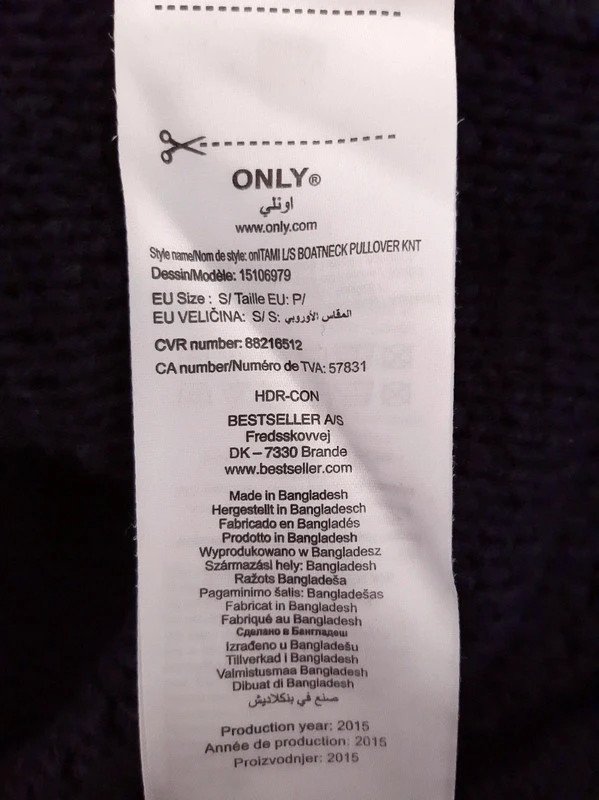 ONLY®
اونلي
www.only.com
Style name/Nom de style: onlTAMI L/S BOATNECK PULLOVER KNT
Dessin/Modèle: 15106979
EU Size : S/ Taille EU: P/
EU VELIČINA: S/ S: المقاس الأوروبي
CVR number: 88216512
CA number/Numéro de TVA: 57831
HDR-CON
BESTSELLER A/S
Fredsskovvej
DK – 7330 Brande
www.bestseller.com
Made in Bangladesh
Hergestellt in Bangladesch
Fabricado en Bangladés
Prodotto in Bangladesh
Wyprodukowano w Bangladesz
Származási hely: Bangladesh
Ražots Bangladeša
Pagaminimo šalis: Bangladešas
Fabricat in Bangladesh
Fabriqué au Bangladesh
Сделано в Бангладеш
Izrađeno u Bangladešu
Tillverkad i Bangladesh
Valmistusmaa Bangladesh
Dibuat di Bangladesh
صنع في بنكلاديش
Production year: 2015
Année de production: 2015
Proizvodnjer: 2015